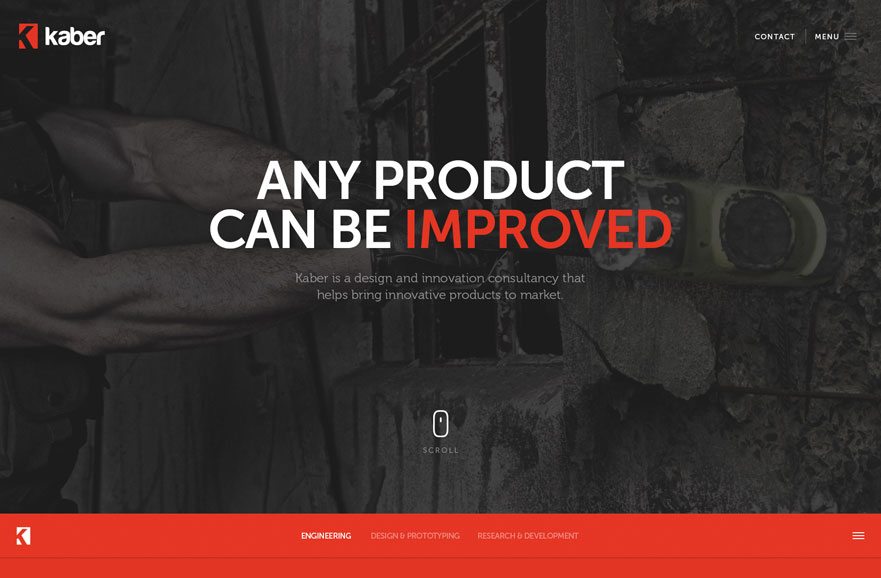 kaber
CONTACT
MENU
ANY PRODUCT
CAN BE IMPROVED
Kaber is a design and innovation consultancy that
helps bring innovative products to market.
SCROLL
ENGINEERING
DESIGN & PROTOTYPING
RESEARCH & DEVELOPMENT